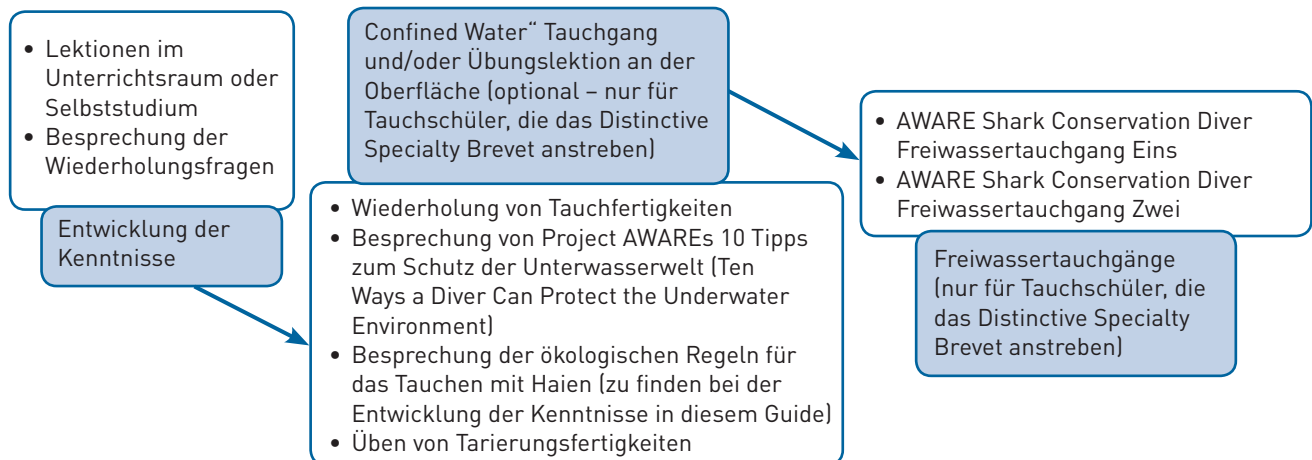 • Lektionen im
Unterrichtsraum oder
Selbststudium
• Besprechung der
Wiederholungsfragen
Entwicklung der
Kenntnisse
Confined Water“ Tauchgang
und/oder Übungslektion an der
Oberfläche (optional – nur für
Tauchschüler, die das Distinctive
Specialty Brevet anstreben)
• Wiederholung von Tauchfertigkeiten
• Besprechung von Project AWAREs 10 Tipps
zum Schutz der Unterwasserwelt (Ten
Ways a Diver Can Protect the Underwater
Environment)
• Besprechung der ökologischen Regeln für
das Tauchen mit Haien (zu finden bei der
Entwicklung der Kenntnisse in diesem Guide)
• Üben von Tarierungsfertigkeiten
• AWARE Shark Conservation Diver
Freiwassertauchgang Eins
• AWARE Shark Conservation Diver
Freiwassertauchgang Zwei
Freiwassertauchgänge
(nur für Tauchschüler, die
das Distinctive Specialty
Brevet anstreben)